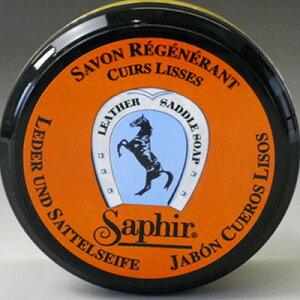 SAVON RÉGÉNÉRANT
CUIRS LISSES
LEATHER SADDLE SOAP
Saphir®
LEDER UND SATTELSEIFE
JABÓN CUEROS LISOS